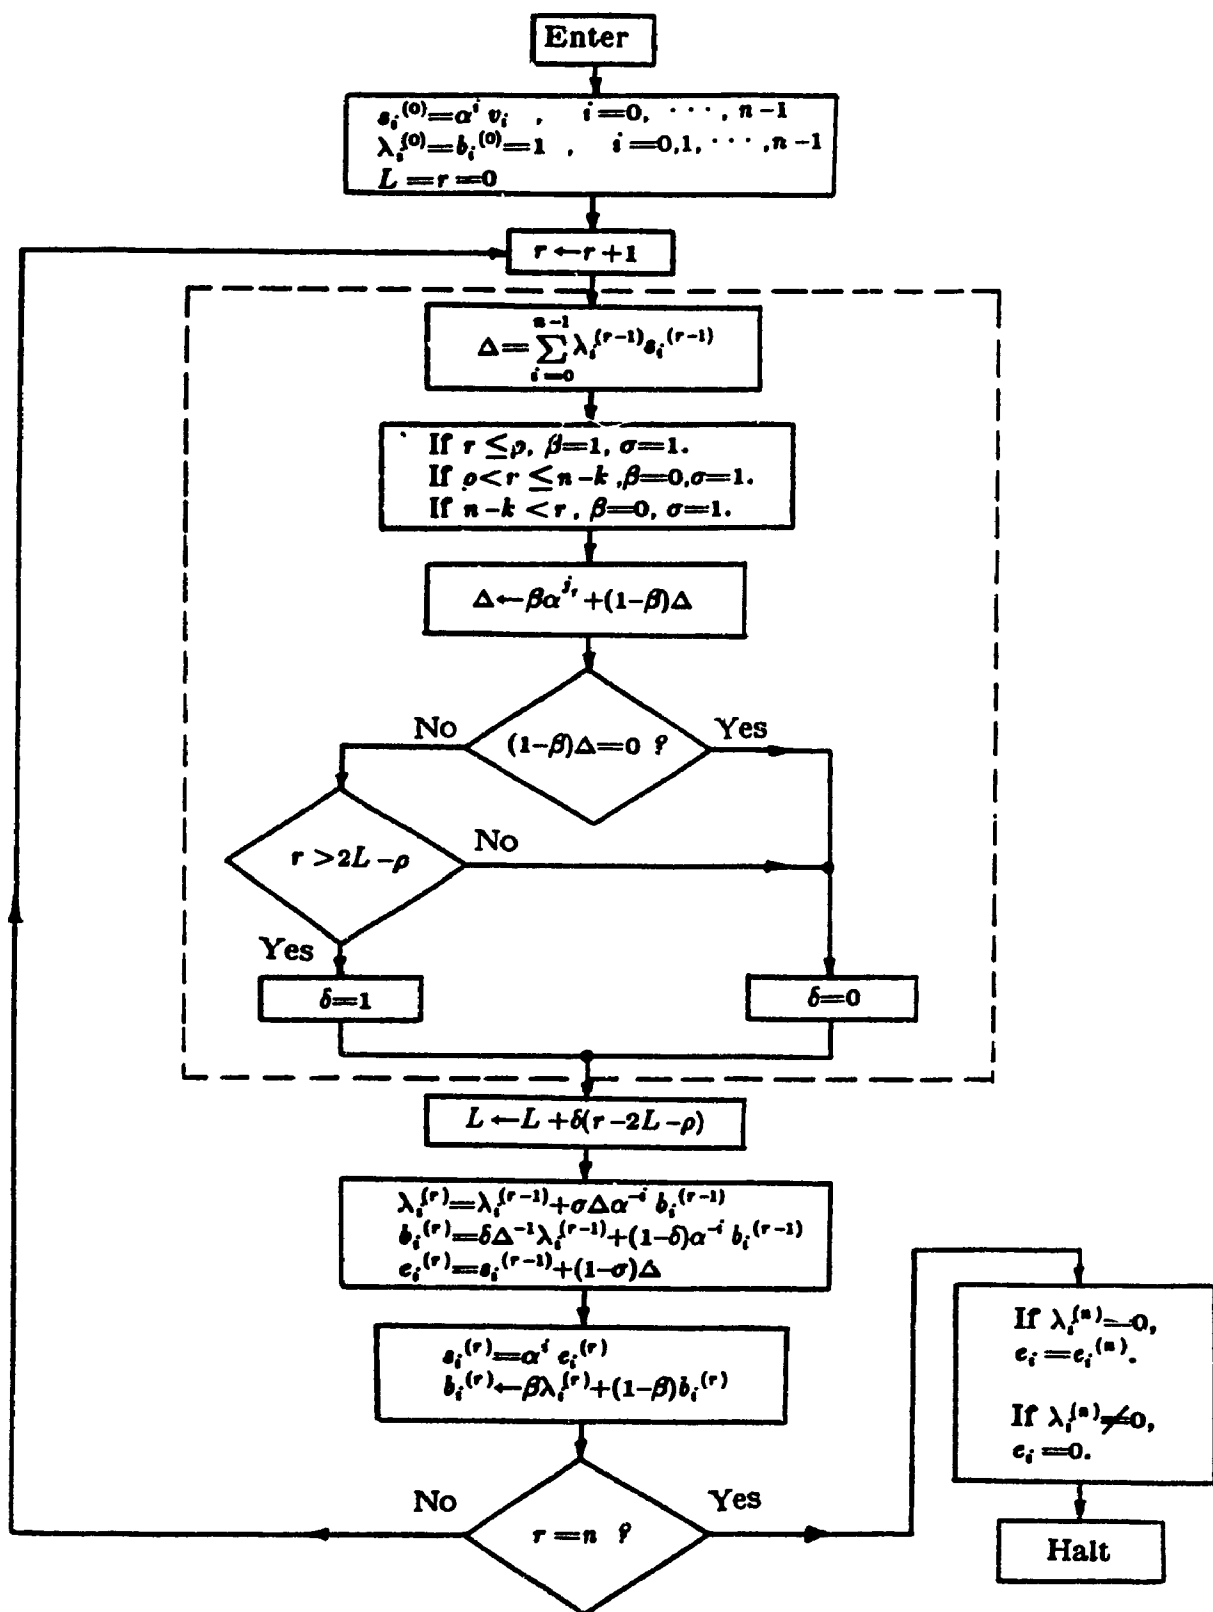 Enter
s_i^(0)=α^i v_i , i=0, ···, n-1
λ_i^(0)=b_i^(0)=1 , i=0,1, ···,n-1
L=r=0
r←r+1
Δ=∑_{i=0}^{n-1} λ_i^(r-1) s_i^(r-1)
If r ≤ρ, β=1, σ=1.
If ρ<r ≤n-k ,β=0,σ=1.
If n-k<r , β=0, σ=1.
Δ←βα^{j_r}+(1-β)Δ
(1-β)Δ=0 ?
No
Yes
r >2L-ρ
No
Yes
δ=1
δ=0
L←L+δ(r-2L-ρ)
λ_i^(r)=λ_i^(r-1)+σΔα^{-i} b_i^(r-1)
b_i^(r)=δΔ^{-1}λ_i^(r-1)+(1-δ)α^{-i} b_i^(r-1)
e_i^(r)=s_i^(r-1)+(1-σ)Δ
s_i^(r)=α^i e_i^(r)
b_i^(r)←βλ_i^(r)+(1-β)b_i^(r)
r=n ?
No
Yes
If λ_i^(n)=0,
e_i=e_i^(n).
If λ_i^(n)≠0,
e_i=0.
Halt